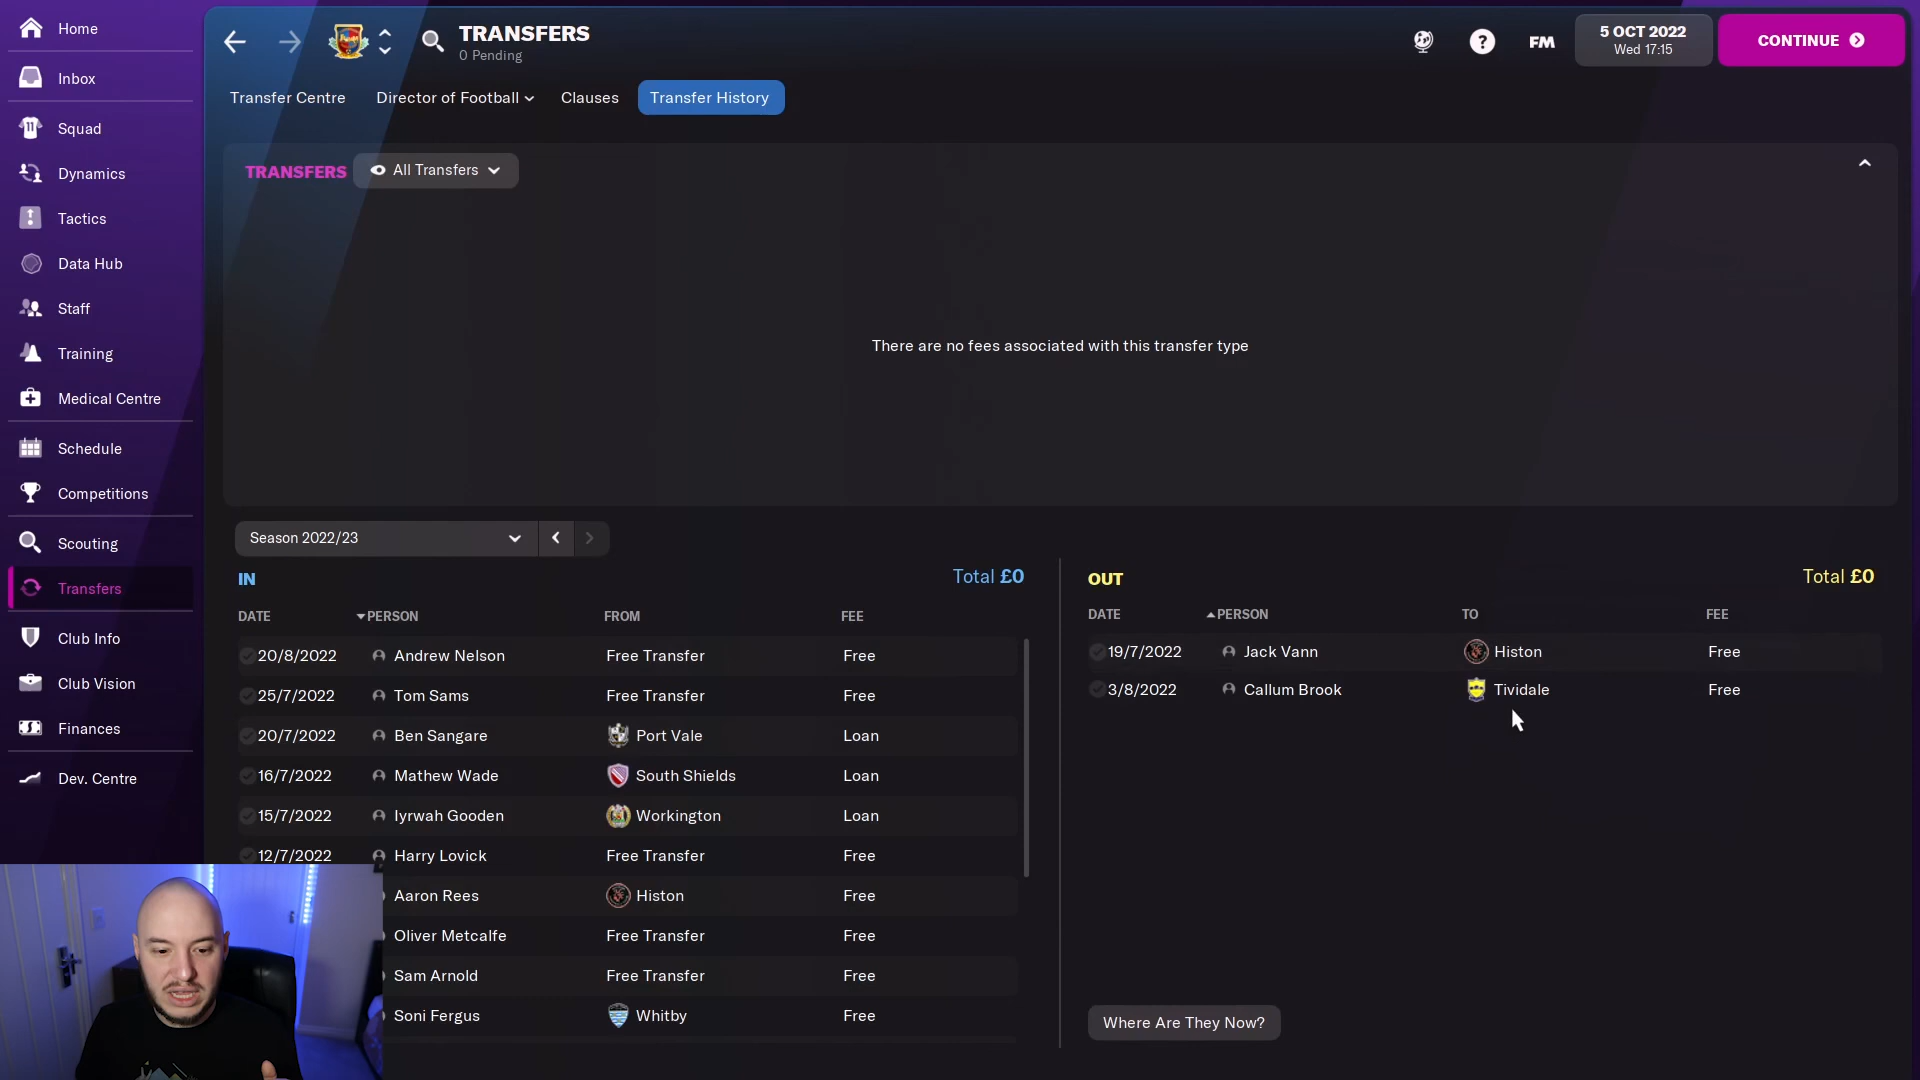 Home
Inbox
Squad
Dynamics
Tactics
Data Hub
Staff
Training
Medical Centre
Schedule
Competitions
Scouting
Transfers
Club Info
Club Vision
Finances
Dev. Centre
TRANSFERS
0 Pending
FM
5 OCT 2022
Wed 17:15
CONTINUE
Transfer Centre Director of Football Clauses Transfer History
TRANSFERS All Transfers
There are no fees associated with this transfer type
Season 2022/23
IN Total £0
DATE PERSON FROM FEE
20/8/2022 Andrew Nelson Free Transfer Free
25/7/2022 Tom Sams Free Transfer Free
20/7/2022 Ben Sangare Port Vale Loan
16/7/2022 Mathew Wade South Shields Loan
15/7/2022 Iyrwah Gooden Workington Loan
12/7/2022 Harry Lovick Free Transfer Free
Aaron Rees Histon Free
Oliver Metcalfe Free Transfer Free
Sam Arnold Free Transfer Free
Soni Fergus Whitby Free
OUT Total £0
DATE PERSON TO FEE
19/7/2022 Jack Vann Histon Free
3/8/2022 Callum Brook Tividale Free
Where Are They Now?